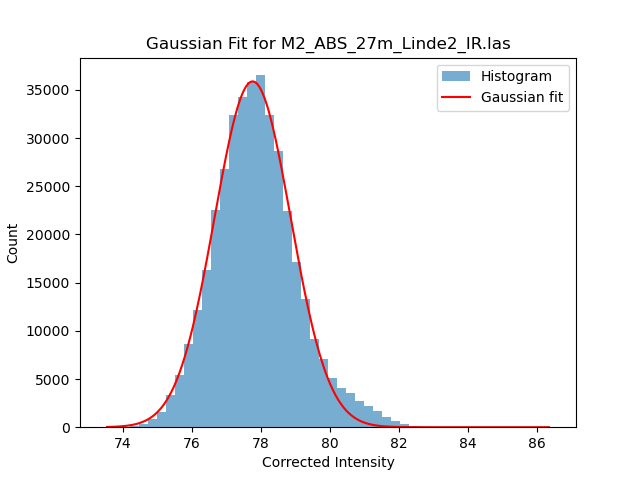 Gaussian Fit for M2_ABS_27m_Linde2_IR.las
Histogram
Gaussian fit
Count
35000
30000
25000
20000
15000
10000
5000
0
74 76 78 80 82 84 86
Corrected Intensity